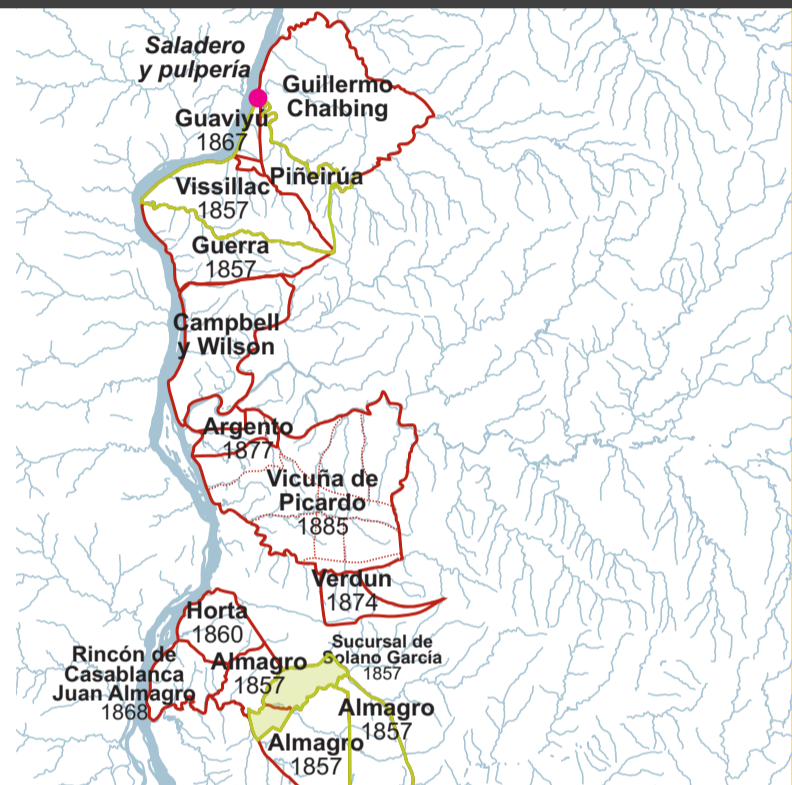 Saladero
y pulpería
Guillermo
Chalbing
Guaviyú
1867
Piñeirúa
Vissillac
1857
Guerra
1857
Campbell
y Wilson
Argento
1877
Vicuña de
Picardo
1885
Verdun
1874
Horta
1860
Sucursal de
Solano García
1857
Rincón de
Casablanca
Juan Almagro
1868
Almagro
1857
Almagro
1857
Almagro
1857